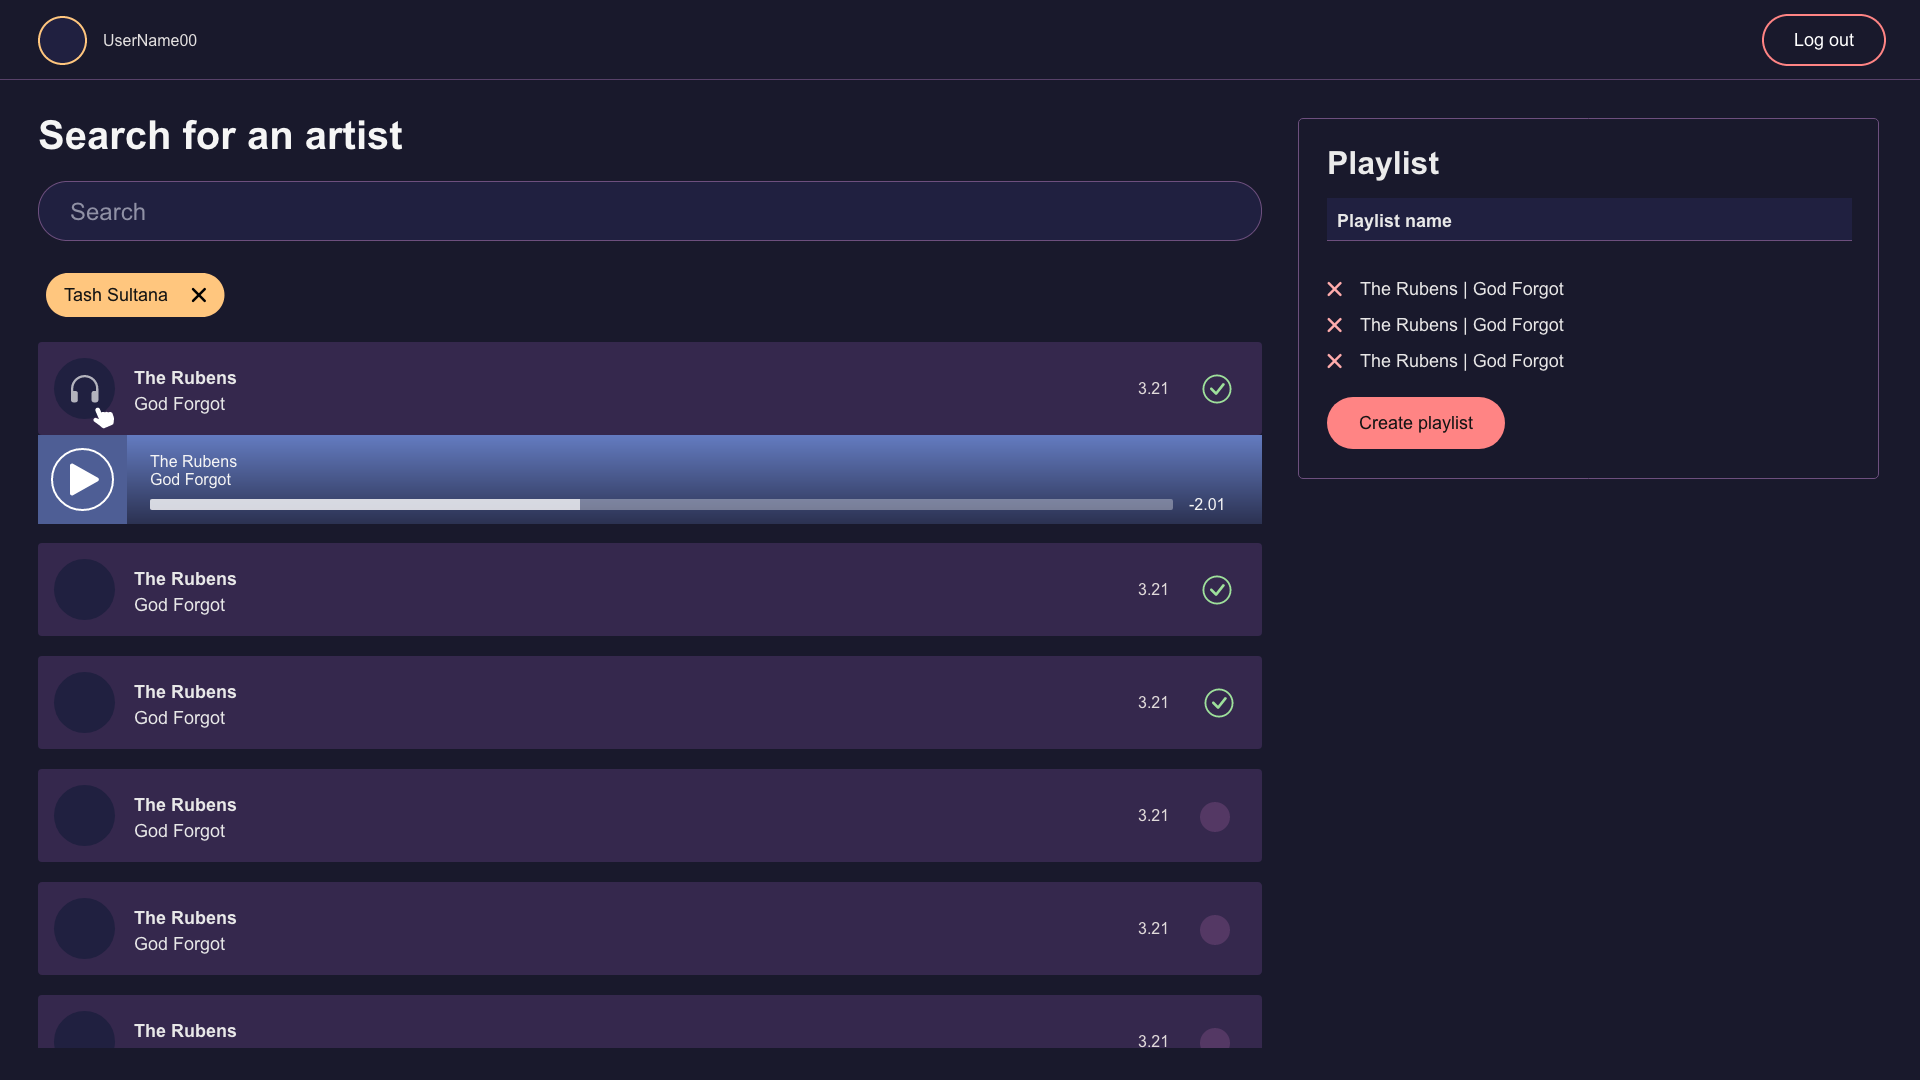 UserName00
Log out
Search for an artist
Search
Tash Sultana
The Rubens
God Forgot
3.21
The Rubens
God Forgot
-2.01
The Rubens
God Forgot
3.21
The Rubens
God Forgot
3.21
The Rubens
God Forgot
3.21
The Rubens
God Forgot
3.21
The Rubens
3.21
Playlist
Playlist name
The Rubens | God Forgot
The Rubens | God Forgot
The Rubens | God Forgot
Create playlist